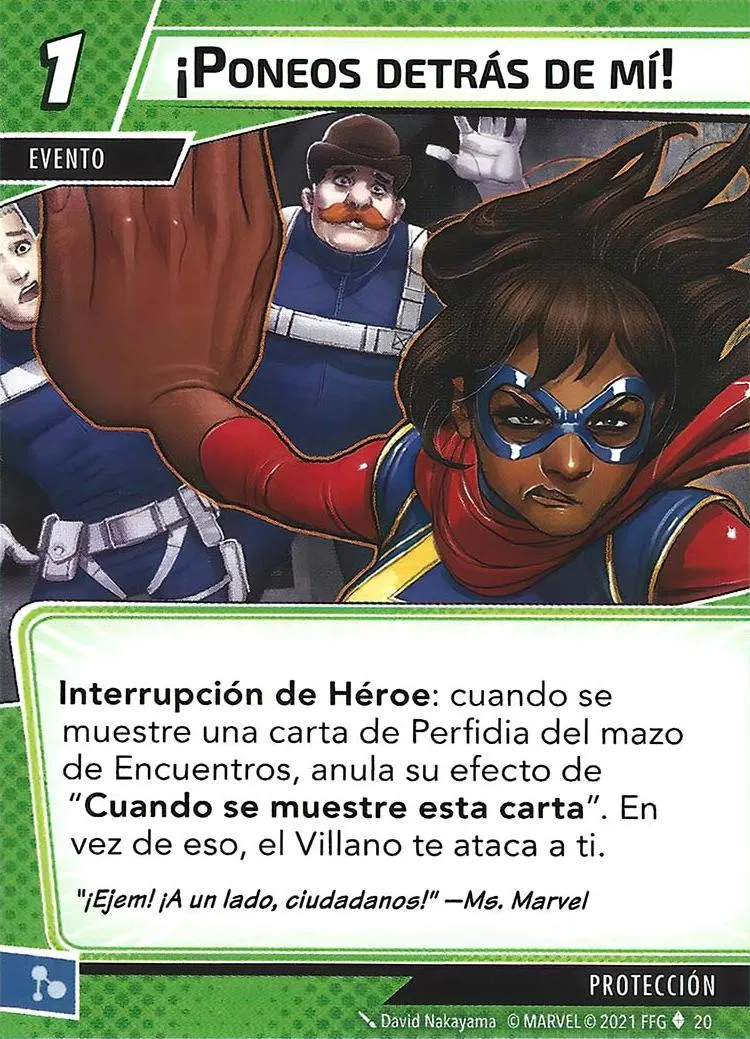 1
¡PONEOS DETRÁS DE MÍ!
EVENTO
Interrupción de Héroe: cuando se
muestre una carta de Perfidia del mazo
de Encuentros, anula su efecto de
“Cuando se muestre esta carta”. En
vez de eso, el Villano te ataca a ti.
"¡Ejem! ¡A un lado, ciudadanos!" —Ms. Marvel
PROTECCIÓN
David Nakayama © MARVEL © 2021 FFG 20